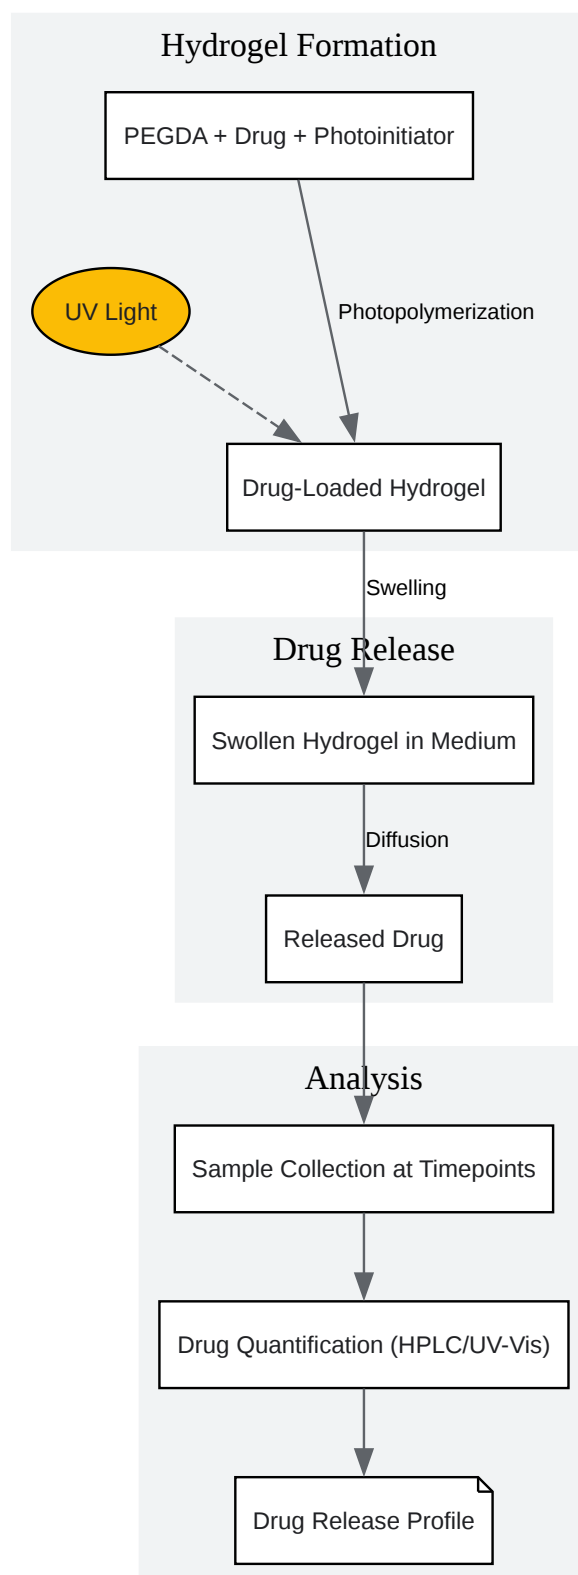 Hydrogel Formation
PEGDA + Drug + Photoinitiator
UV Light
Photopolymerization
Drug-Loaded Hydrogel
Swelling
Drug Release
Swollen Hydrogel in Medium
Diffusion
Released Drug
Analysis
Sample Collection at Timepoints
Drug Quantification (HPLC/UV-Vis)
Drug Release Profile